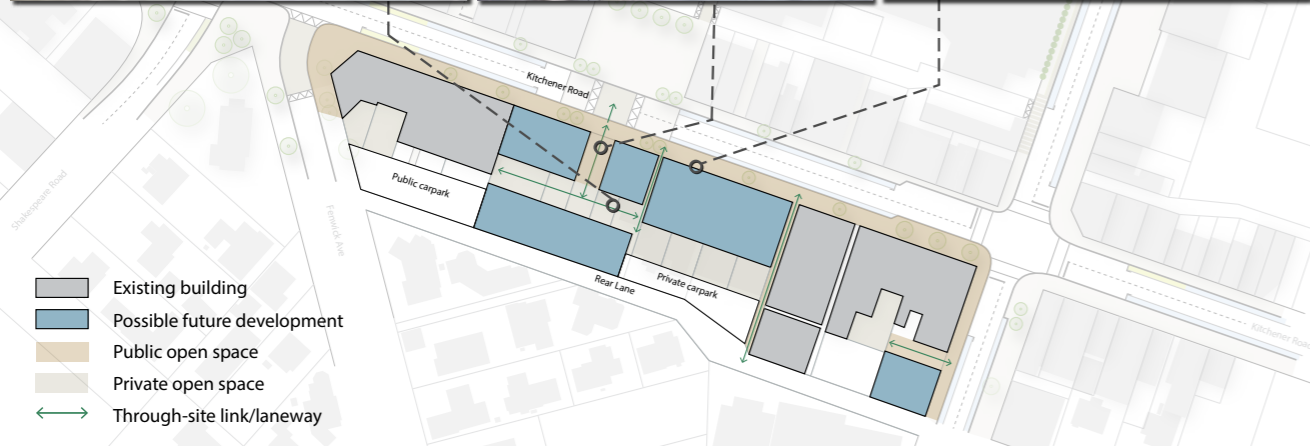 Kitchener Road
Shakespeare Road
Public carpark
Fenwick Ave
Rear Lane
Private carpark
Kitchener Road
Existing building
Possible future development
Public open space
Private open space
Through-site link/laneway